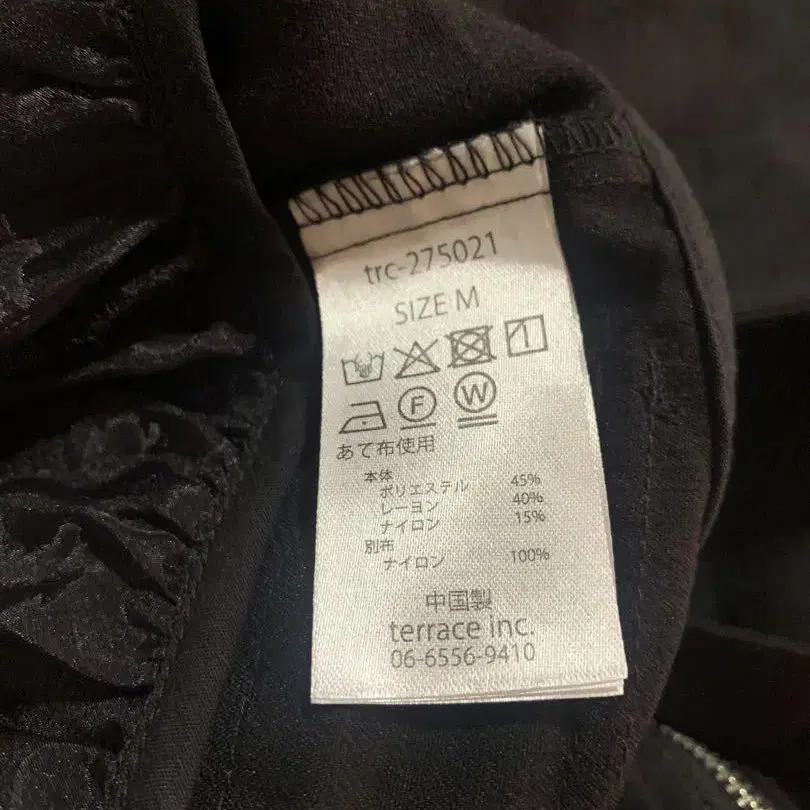 trc-275021
SIZE M
F W
あて布使用
本体
ポリエステル 45%
レーヨン 40%
ナイロン 15%
別布
ナイロン 100%
中国製
terrace inc.
06-6556-9410